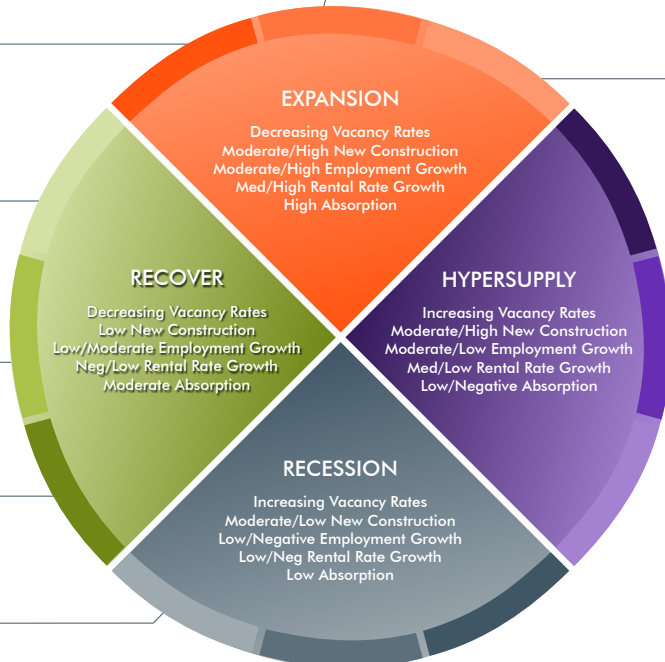 EXPANSION
Decreasing Vacancy Rates
Moderate/High New Construction
Moderate/High Employment Growth
Med/High Rental Rate Growth
High Absorption
RECOVER
Decreasing Vacancy Rates
Low New Construction
Low/Moderate Employment Growth
Neg/Low Rental Rate Growth
Moderate Absorption
HYPERSUPPLY
Increasing Vacancy Rates
Moderate/High New Construction
Moderate/Low Employment Growth
Med/Low Rental Rate Growth
Low/Negative Absorption
RECESSION
Increasing Vacancy Rates
Moderate/Low New Construction
Low/Negative Employment Growth
Low/Neg Rental Rate Growth
Low Absorption